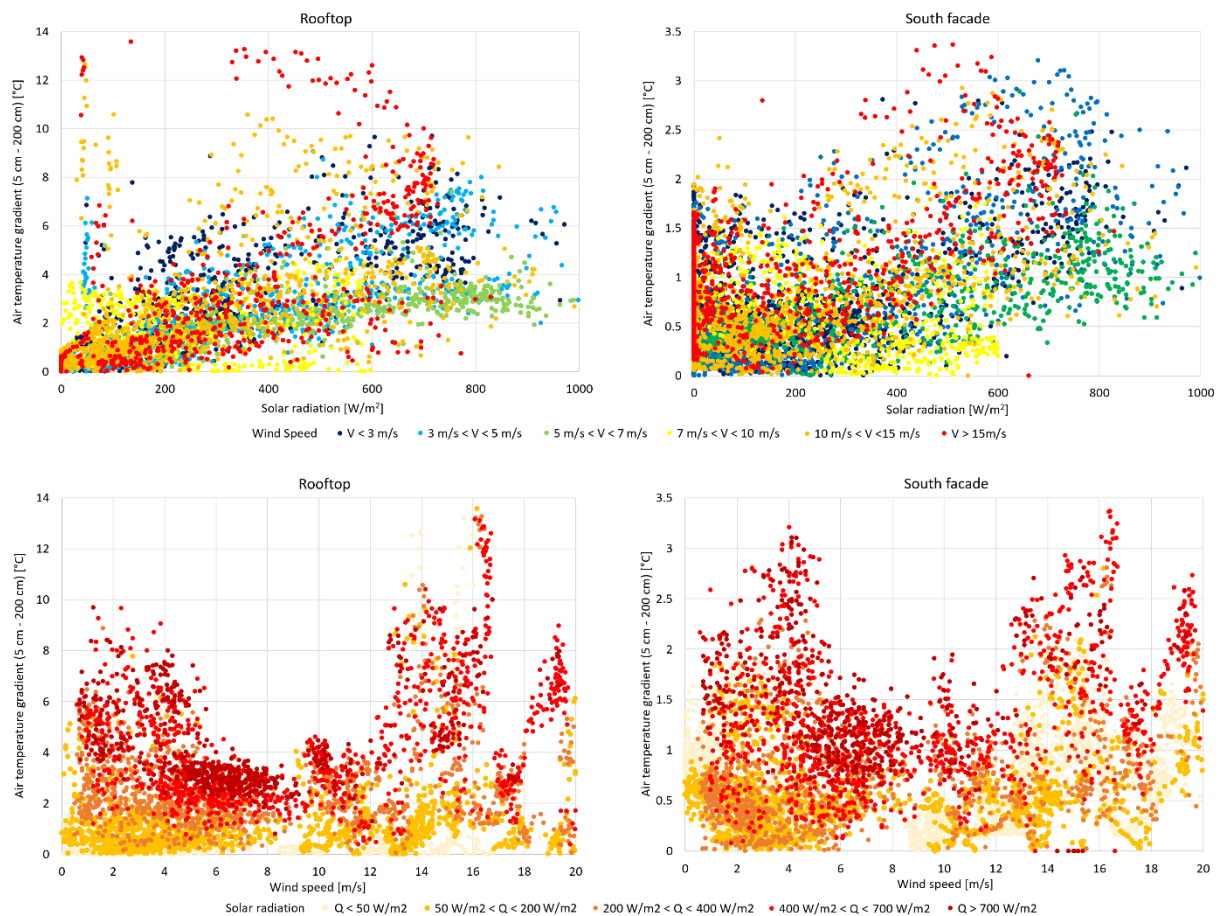 Rooftop
Air temperature gradient (5 cm - 200 cm) [°C]
14
12
10
8
6
4
2
0
0 200 400 600 800 1000
Solar radiation [W/m²]
South facade
Air temperature gradient (5 cm - 200 cm) [°C]
3.5
3
2.5
2
1.5
1
0.5
0
0 200 400 600 800 1000
Solar radiation [W/m²]
Wind Speed V < 3 m/s 3 m/s < V < 5 m/s 5 m/s < V < 7 m/s 7 m/s < V < 10 m/s 10 m/s < V <15 m/s V > 15m/s
Rooftop
Air temperature gradient (5 cm - 200 cm) [°C]
14
12
10
8
6
4
2
0
0 2 4 6 8 10 12 14 16 18 20
Wind speed [m/s]
South facade
Air temperature gradient (5 cm - 200 cm) [°C]
3.5
3
2.5
2
1.5
1
0.5
0
0 2 4 6 8 10 12 14 16 18 20
Wind speed [m/s]
Solar radiation Q < 50 W/m2 50 W/m2 < Q < 200 W/m2 200 W/m2 < Q < 400 W/m2 400 W/m2 < Q < 700 W/m2 Q > 700 W/m2